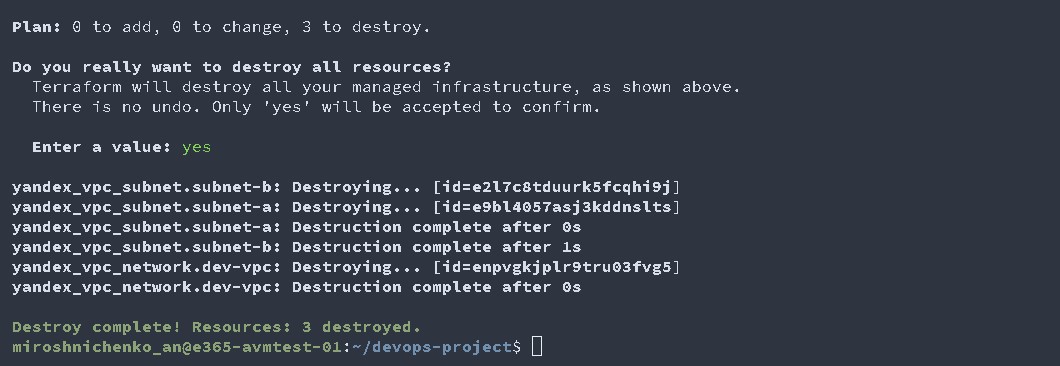 Plan: 0 to add, 0 to change, 3 to destroy.
Do you really want to destroy all resources?
Terraform will destroy all your managed infrastructure, as shown above.
There is no undo. Only 'yes' will be accepted to confirm.
Enter a value: yes
yandex_vpc_subnet.subnet-b: Destroying... [id=e2l7c8tduurk5fcqhi9j]
yandex_vpc_subnet.subnet-a: Destroying... [id=e9bl4057asj3kddnslts]
yandex_vpc_subnet.subnet-a: Destruction complete after 0s
yandex_vpc_subnet.subnet-b: Destruction complete after 1s
yandex_vpc_network.dev-vpc: Destroying... [id=enpvgkjplr9tru03fvg5]
yandex_vpc_network.dev-vpc: Destruction complete after 0s
Destroy complete! Resources: 3 destroyed.
miroshnichenko_an@e365-avmtest-01:~/devops-project$